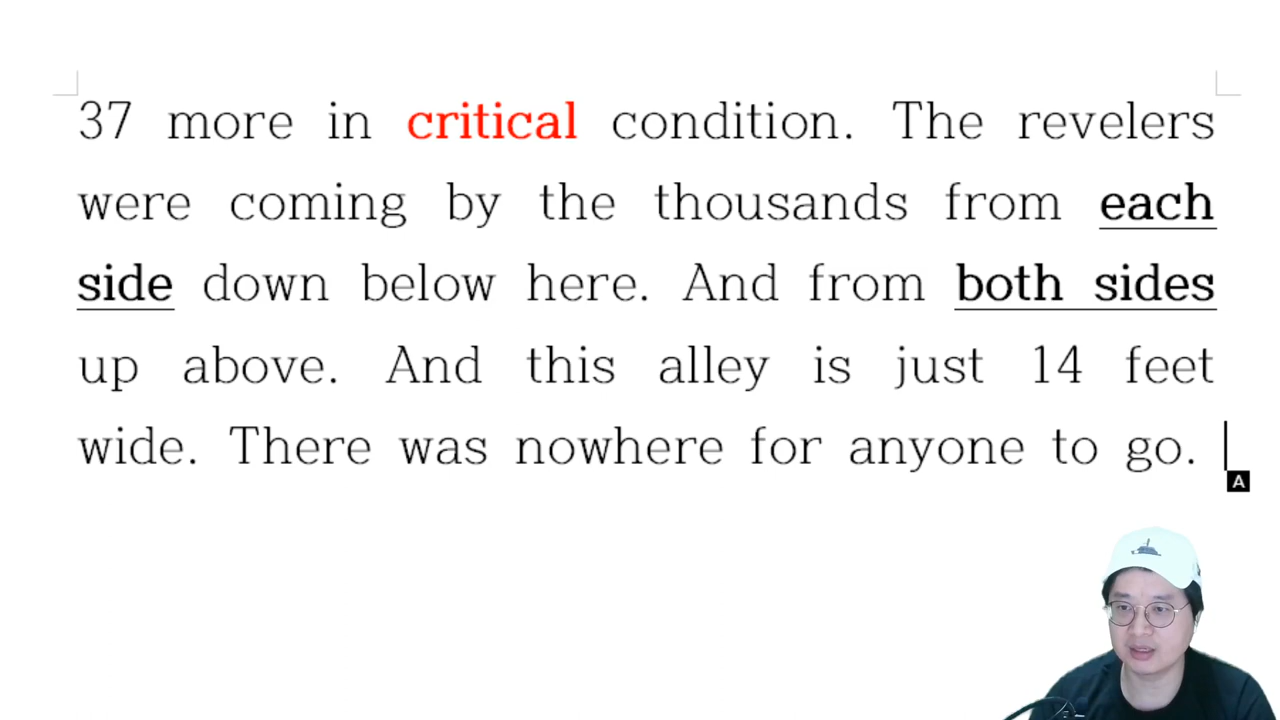 37 more in critical condition. The revelers
were coming by the thousands from each
side down below here. And from both sides
up above. And this alley is just 14 feet
wide. There was nowhere for anyone to go.
A